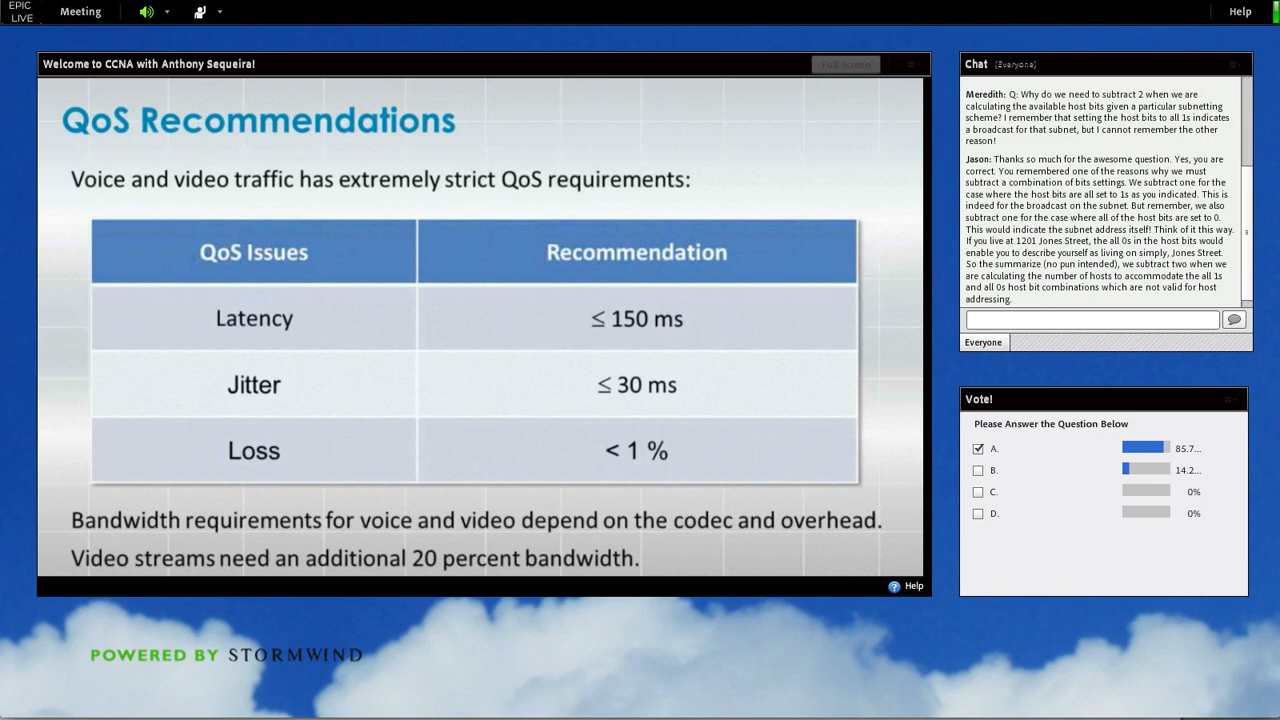 EPIC
LIVE
Meeting
Help
Welcome to CCNA with Anthony Sequeira!
Full Screen
QoS Recommendations
Voice and video traffic has extremely strict QoS requirements:
QoS Issues
Recommendation
Latency
≤ 150 ms
Jitter
≤ 30 ms
Loss
< 1 %
Bandwidth requirements for voice and video depend on the codec and overhead.
Video streams need an additional 20 percent bandwidth.
Help
POWERED BY STORMWIND
Chat (Everyone)
Meredith: Q: Why do we need to subtract 2 when we are
calculating the available host bits given a particular subnetting
scheme? I remember that setting the host bits to all 1s indicates
a broadcast for that subnet, but I cannot remember the other
reason!
Jason: Thanks so much for the awesome question. Yes, you are
correct. You remembered one of the reasons why we must
subtract a combination of bits settings. We subtract one for the
case where the host bits are all set to 1s as you indicated. This is
indeed for the broadcast on the subnet. But remember, we also
subtract one for the case where all of the host bits are set to 0.
This would indicate the subnet address itself! Think of it this way.
If you live at 1201 Jones Street, the all 0s in the host bits would
enable you to describe yourself as living on simply, Jones Street.
So the summarize (no pun intended), we subtract two when we
are calculating the number of hosts to accommodate the all 1s
and all 0s host bit combinations which are not valid for host
addressing.
Everyone
Vote!
Please Answer the Question Below
A. 85.7...
B. 14.2...
C. 0%
D. 0%